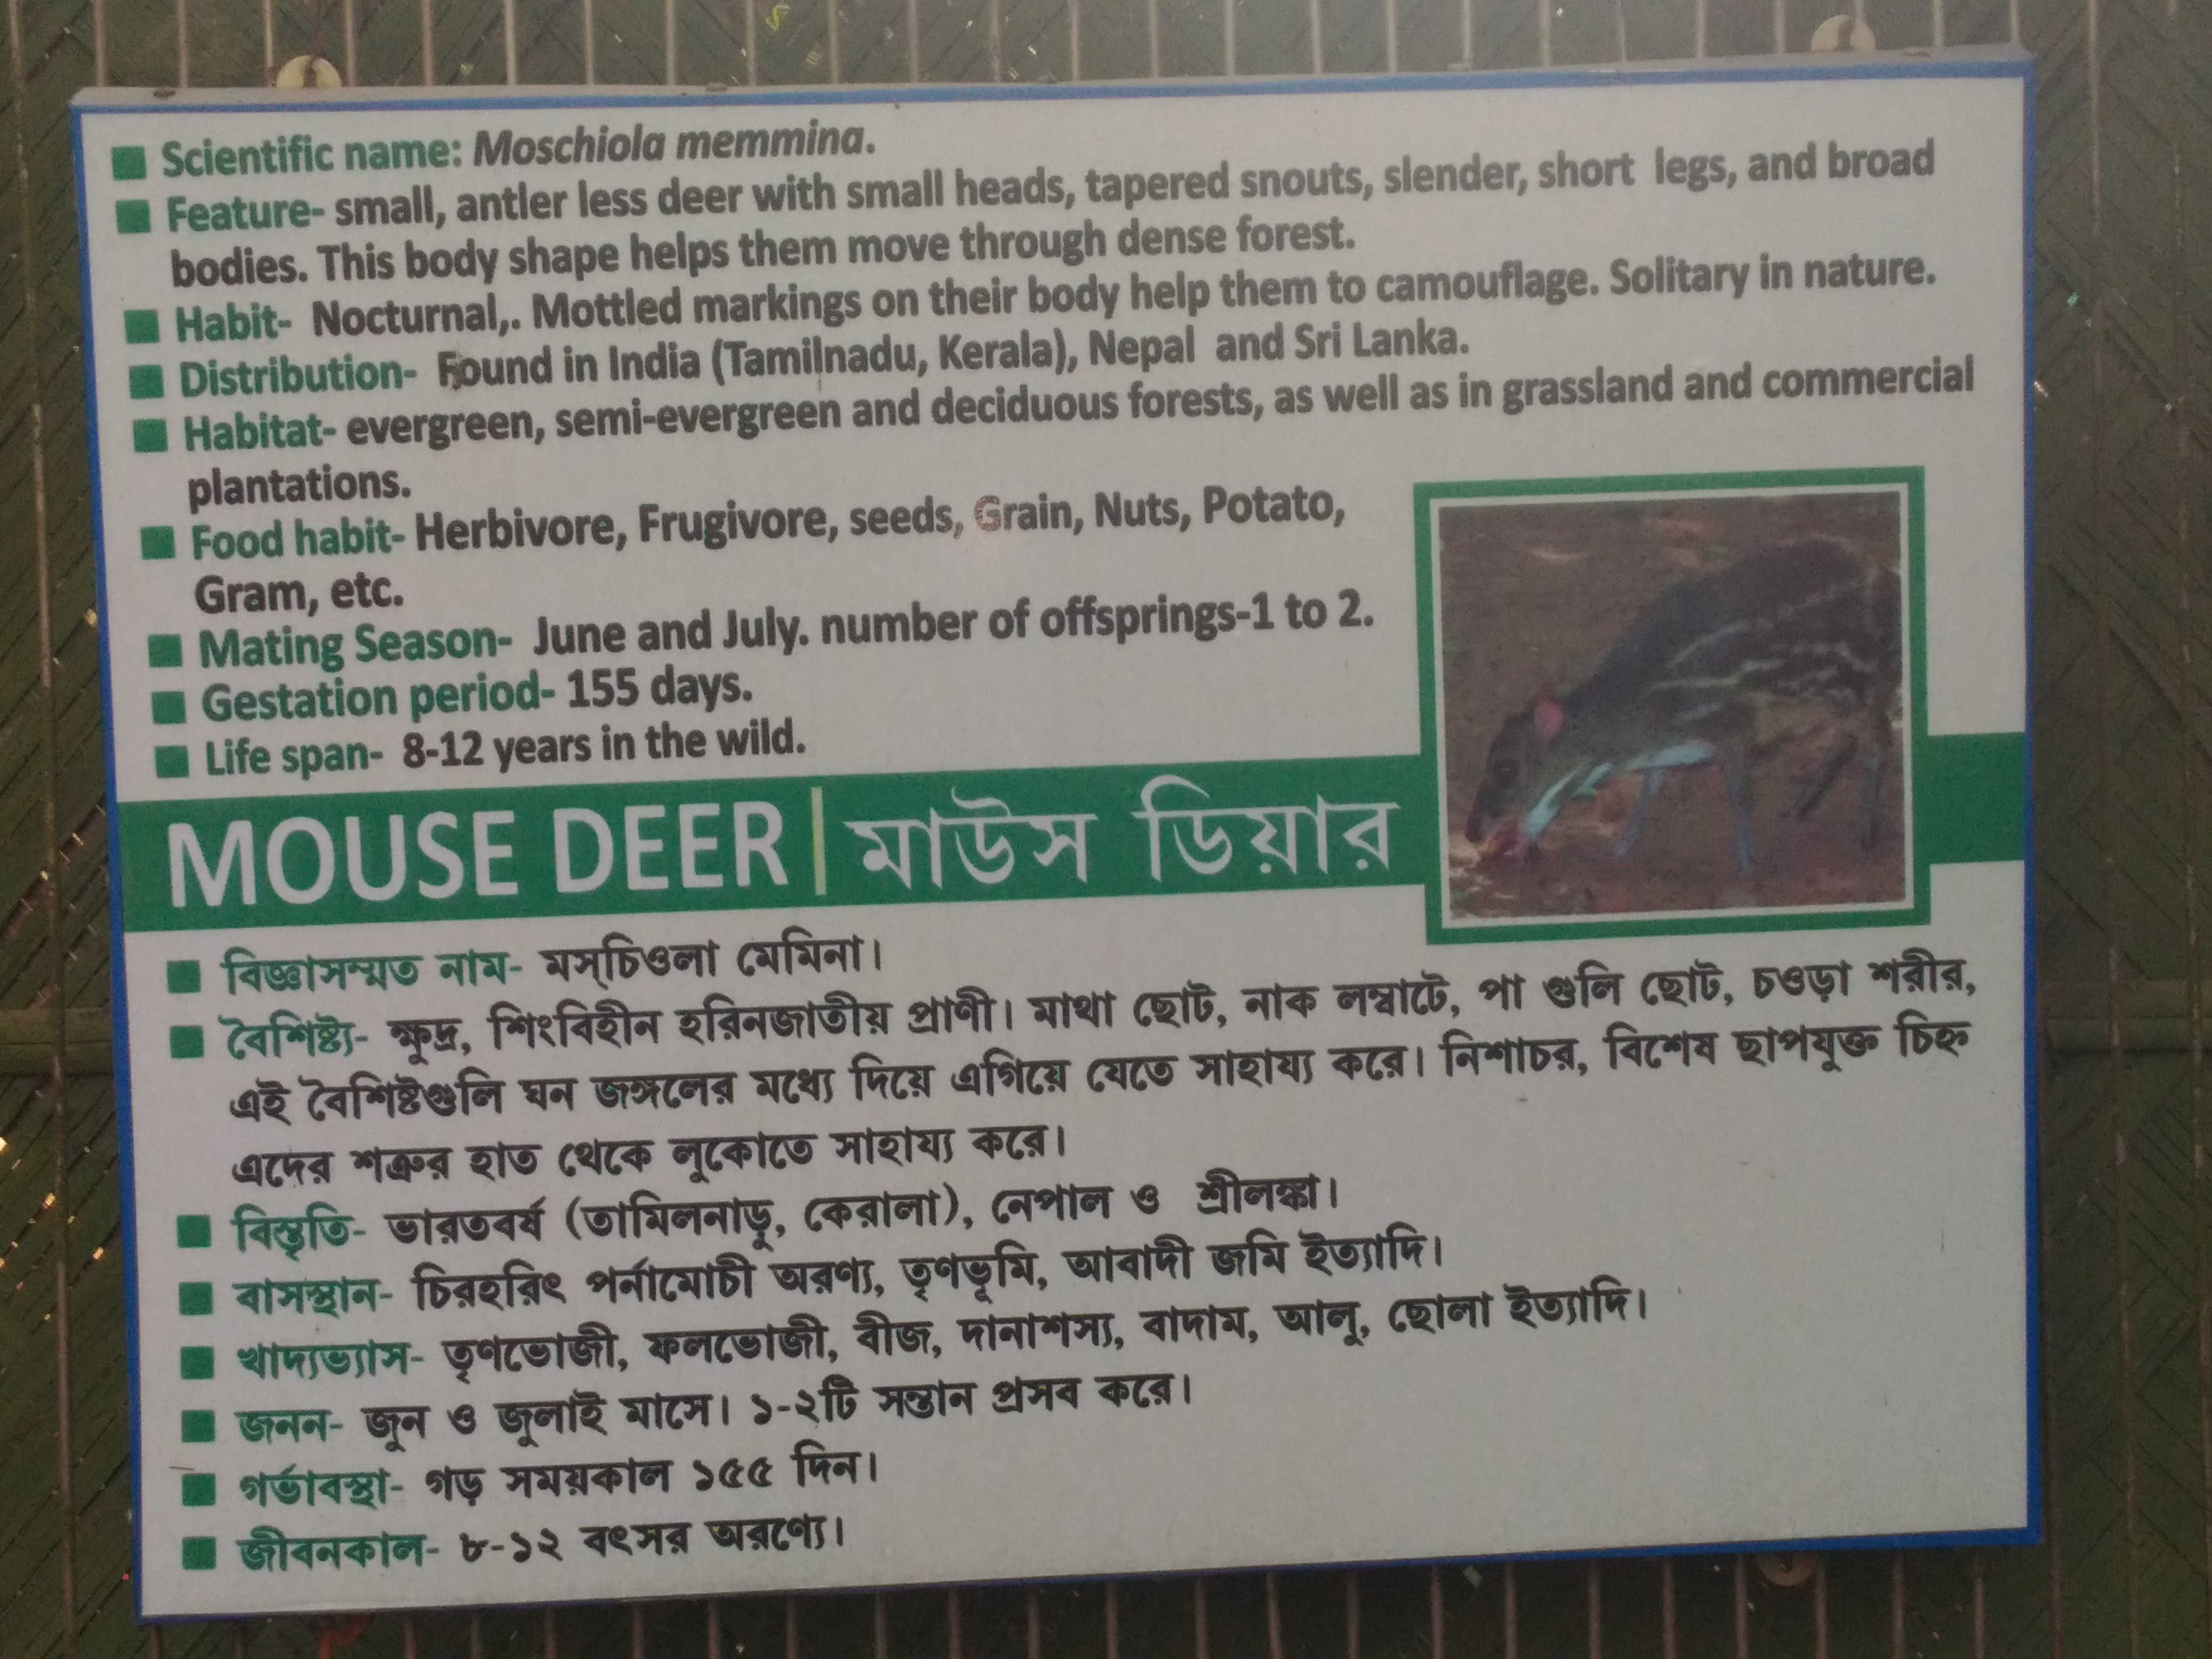 Scientific name: Moschiola memmina.
Feature- small, antler less deer with small heads, tapered snouts, slender, short legs, and broad
bodies. This body shape helps them move through dense forest.
Habit- Nocturnal,. Mottled markings on their body help them to camouflage. Solitary in nature.
Distribution- Found in India (Tamilnadu, Kerala), Nepal and Sri Lanka.
Habitat- evergreen, semi-evergreen and deciduous forests, as well as in grassland and commercial
plantations.
Food habit- Herbivore, Frugivore, seeds, Grain, Nuts, Potato,
Gram, etc.
Mating Season- June and July. number of offsprings-1 to 2.
Gestation period- 155 days.
Life span- 8-12 years in the wild.
MOUSE DEER | মাউস ডিয়ার
বিজ্ঞাসম্মত নাম- মস্চিওলা মেমিনা।
বৈশিষ্ট্য- ক্ষুদ্র, শিংবিহীন হরিনজাতীয় প্রাণী। মাথা ছোট, নাক লম্বাটে, পা গুলি ছোট, চওড়া শরীর,
এই বৈশিষ্টগুলি ঘন জঙ্গলের মধ্যে দিয়ে এগিয়ে যেতে সাহায্য করে। নিশাচর, বিশেষ ছাপযুক্ত চিহ্ন
এদের শত্রুর হাত থেকে লুকোতে সাহায্য করে।
বিস্তৃতি- ভারতবর্ষ (তামিলনাড়ু, কেরালা), নেপাল ও শ্রীলঙ্কা।
বাসস্থান- চিরহরিৎ পর্নামোচী অরণ্য, তৃণভূমি, আবাদী জমি ইত্যাদি।
খাদ্যভ্যাস- তৃণভোজী, ফলভোজী, বীজ, দানাশস্য, বাদাম, আলু, ছোলা ইত্যাদি।
জনন- জুন ও জুলাই মাসে। ১-২টি সন্তান প্রসব করে।
গর্ভাবস্থা- গড় সময়কাল ১৫৫ দিন।
জীবনকাল- ৮-১২ বৎসর অরণ্যে।